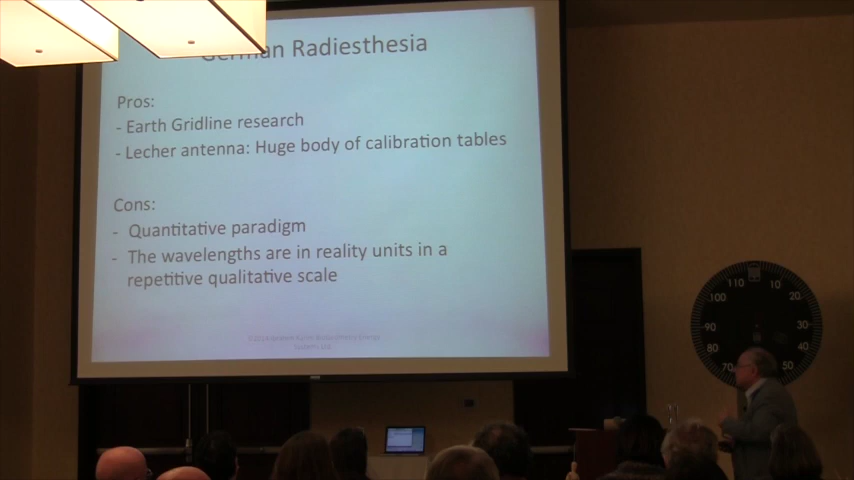 German Radiesthesia
Pros:
- Earth Gridline research
- Lecher antenna: Huge body of calibration tables
Cons:
- Quantitative paradigm
- The wavelengths are in reality units in a
repetitive qualitative scale
110 10
100 20
90 30
80 40
70 50